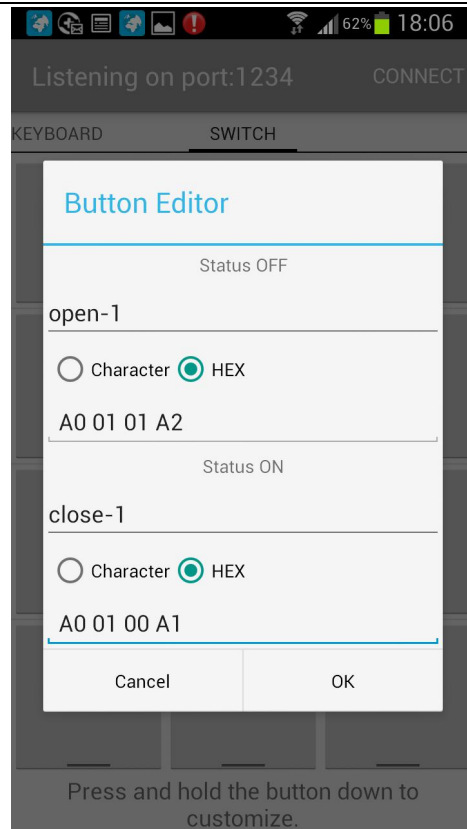 62% 18:06
Listening on port:1234 CONNECT
KEYBOARD SWITCH
Button Editor
Status OFF
open-1
Character HEX
A0 01 01 A2
Status ON
close-1
Character HEX
A0 01 00 A1
Cancel OK
Press and hold the button down to
customize.